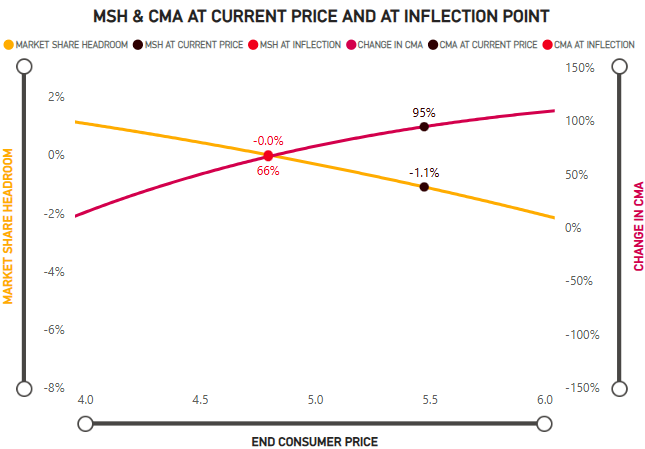 MSH & CMA AT CURRENT PRICE AND AT INFLECTION POINT
MARKET SHARE HEADROOM MSH AT CURRENT PRICE MSH AT INFLECTION CHANGE IN CMA CMA AT CURRENT PRICE CMA AT INFLECTION
MARKET SHARE HEADROOM
2%
0%
-2%
-4%
-6%
-8%
-0.0%
66%
95%
-1.1%
150%
100%
50%
0%
-50%
-100%
-150%
CHANGE IN CMA
4.0 4.5 5.0 5.5 6.0
END CONSUMER PRICE